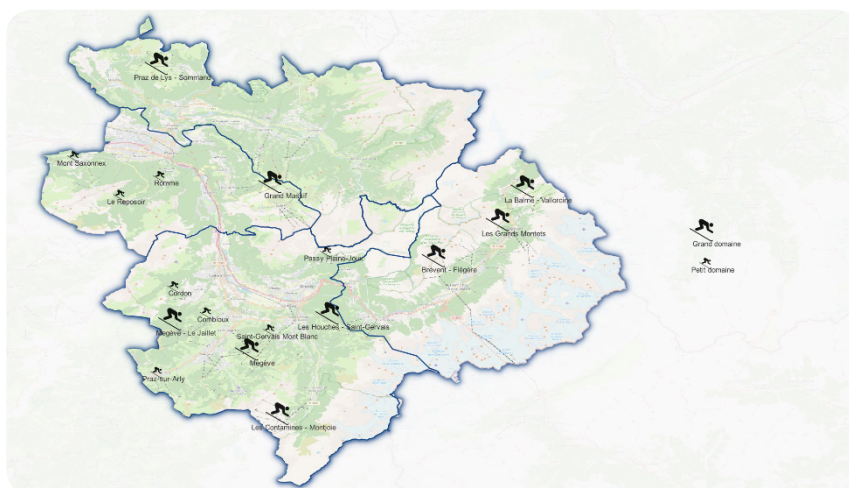 Praz de Lys - Sommand
Mont Saxonnex
Romme
Le Reposoir
Grand Massif
La Balme - Vallorcine
Les Grands Montets
Grand domaine
Passy Plaine-Joux
Brévent - Flégère
Petit domaine
Cordon
Combloux
Megève - Le Jaillet
Les Houches - Saint-Gervais
Saint-Gervais Mont Blanc
Megève
Praz-sur-Arly
Les Contamines - Montjoie